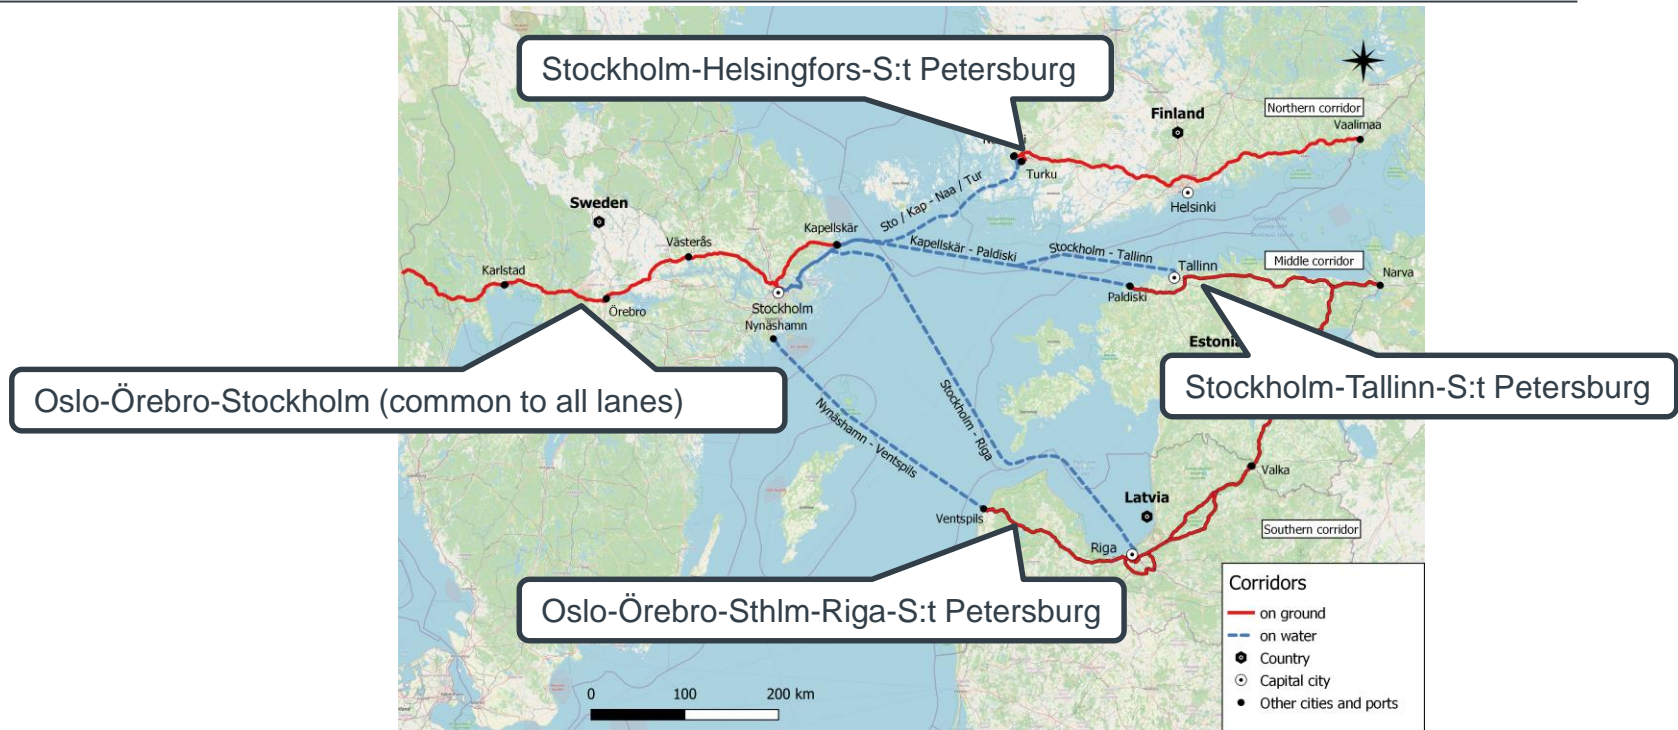 Stockholm-Helsingfors-S:t Petersburg
Finland
Northern corridor
Vaalimaa
Turku
Helsinki
Sto / Kap - Naa / Tur
Sweden
Kapellskär
Västerås
Kapellskär - Paldiski
Stockholm - Tallinn
Tallinn
Middle corridor
Narva
Karlstad
Örebro
Stockholm
Nynäshamn
Paldiski
Estonia
Oslo-Örebro-Stockholm (common to all lanes)
Stockholm-Tallinn-S:t Petersburg
Nynäshamn - Ventspils
Stockholm - Riga
Valka
Latvia
Ventspils
Riga
Southern corridor
Oslo-Örebro-Sthlm-Riga-S:t Petersburg
Corridors
on ground
on water
Country
Capital city
Other cities and ports
0 100 200 km